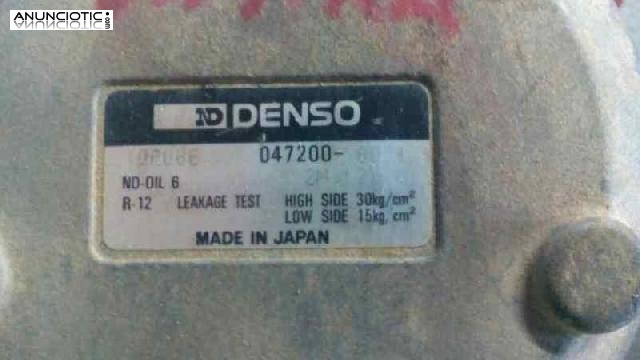 ANUNCIOTIC.com
ND DENSO
047200-
ND-OIL 6
R-12 LEAKAGE TEST HIGH SIDE 30kg/cm²
LOW SIDE 15kg/cm²
MADE IN JAPAN